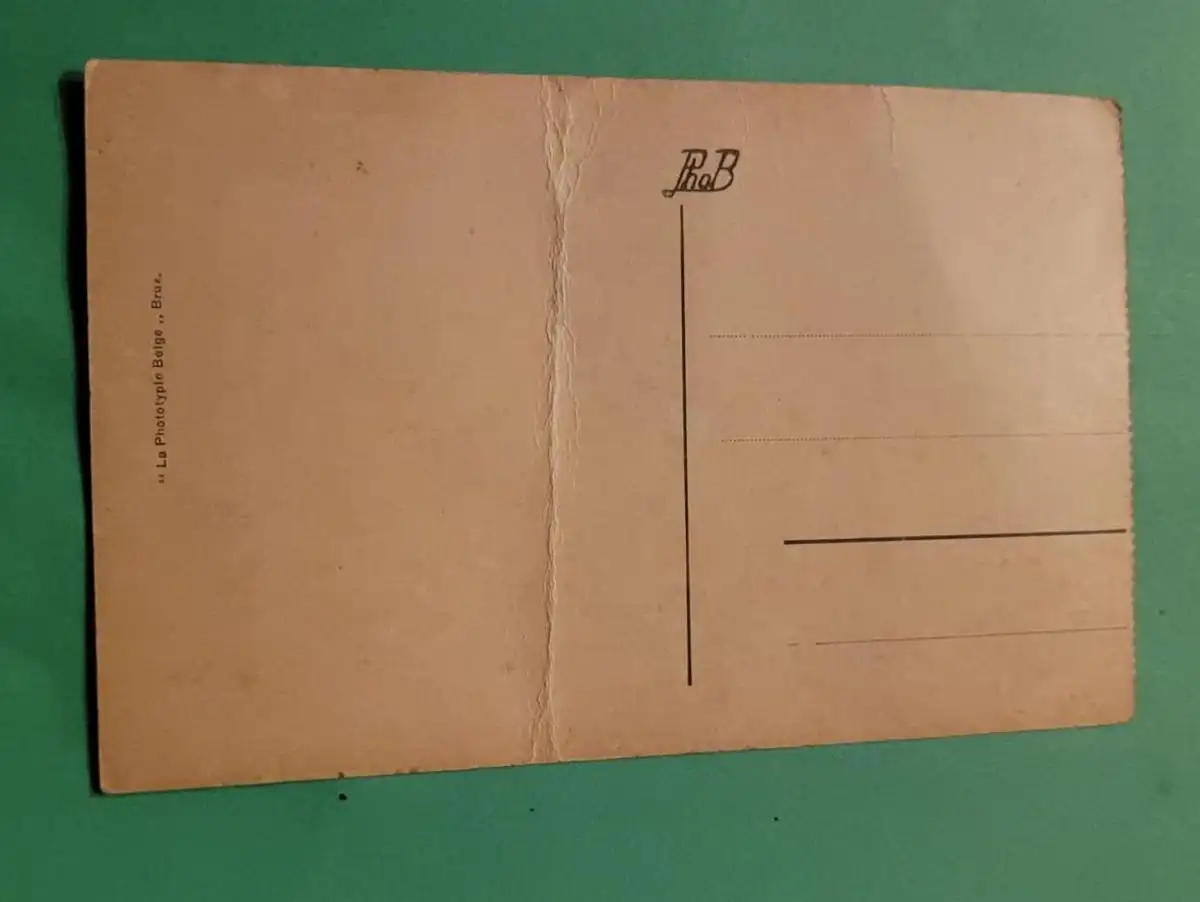 PhoB
“ La Phototypie Belge ,, Brux.